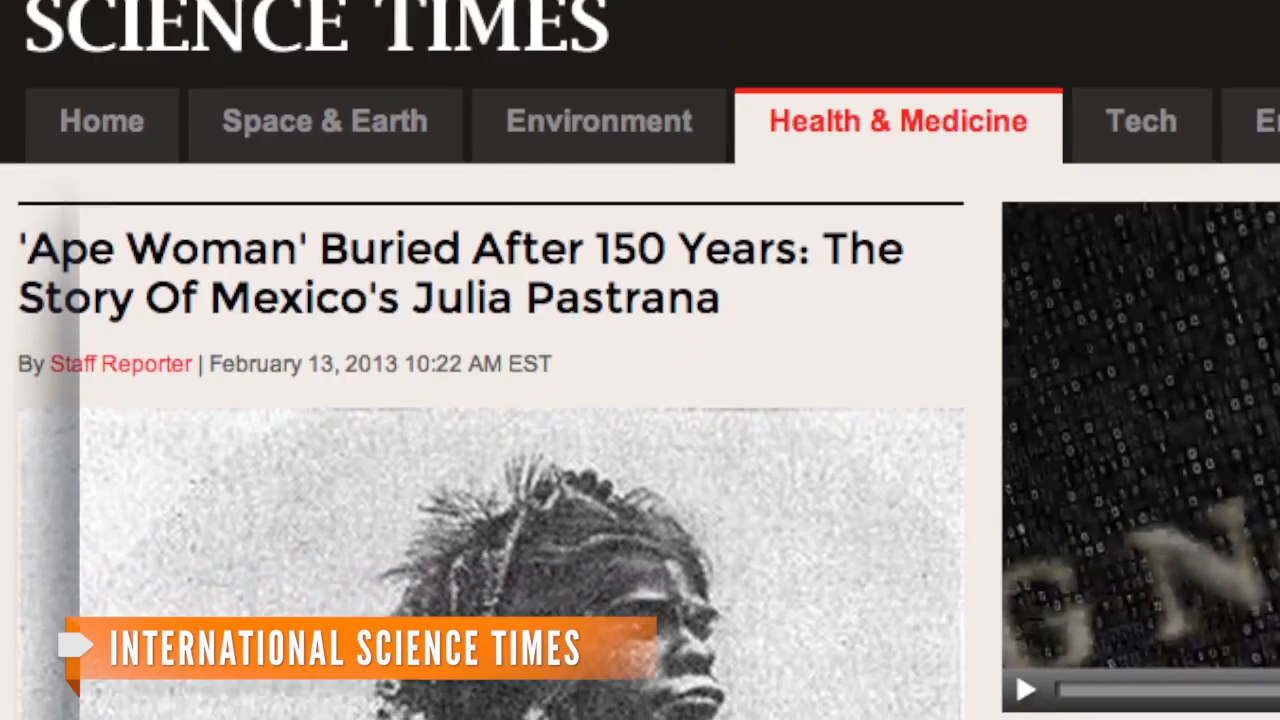 SCIENCE TIMES
Home Space & Earth Environment Health & Medicine Tech
'Ape Woman' Buried After 150 Years: The
Story Of Mexico's Julia Pastrana
By Staff Reporter | February 13, 2013 10:22 AM EST
GN
INTERNATIONAL SCIENCE TIMES